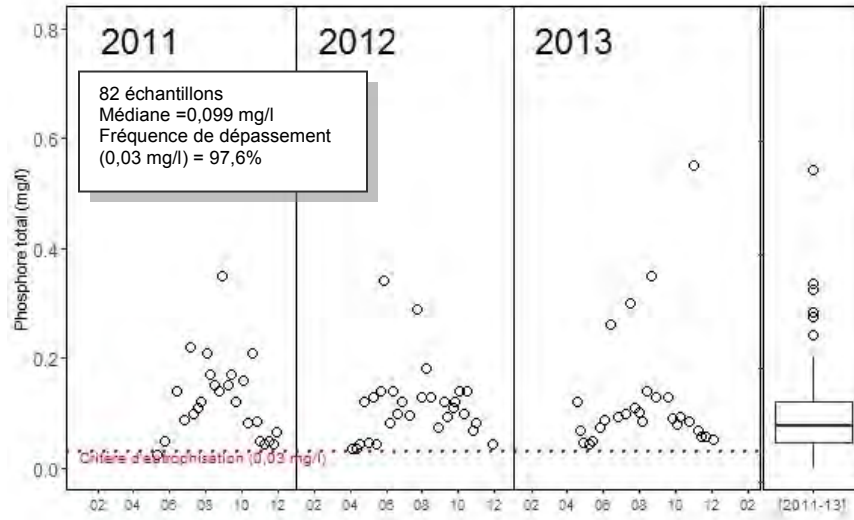 2011 2012 2013
82 échantillons
Médiane =0,099 mg/l
Fréquence de dépassement
(0,03 mg/l) = 97,6%
Phosphore total (mg/l)
0.8
0.6
0.4
0.2
0.0
Critère d'eutrophisation (0,03 mg/l)
02 04 06 08 10 12 02 04 06 08 10 12 02 04 06 08 10 12 02 [2011-13]